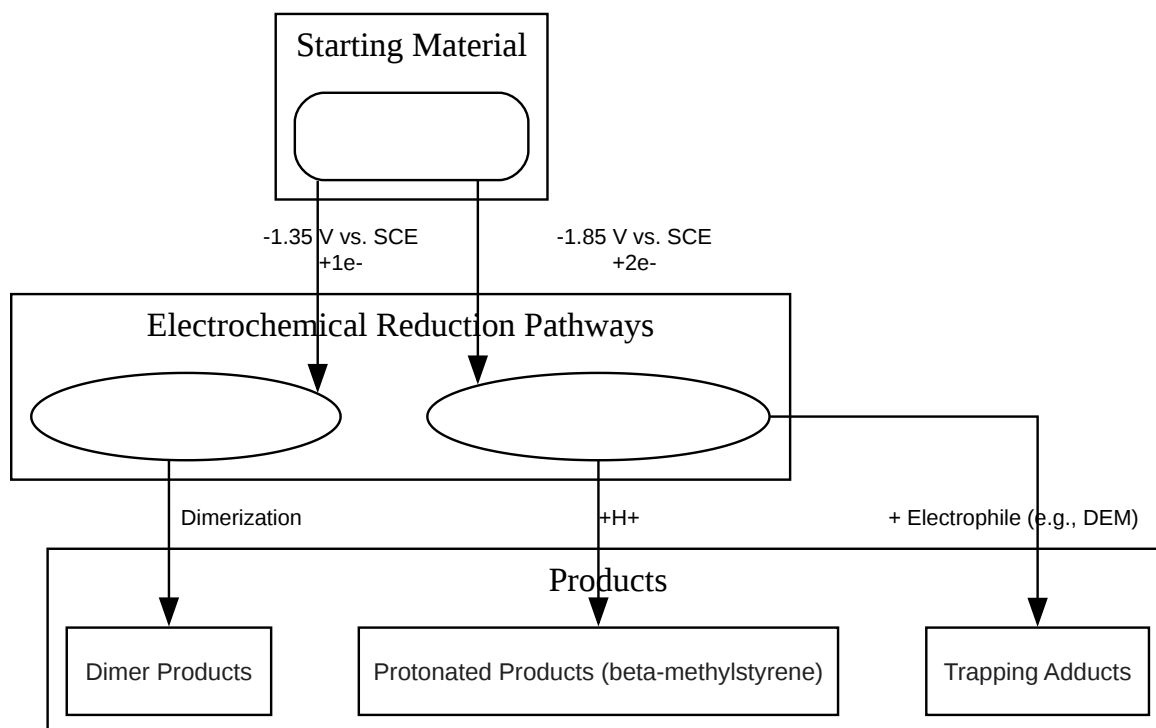 Starting Material
-1.35 V vs. SCE
+1e-
-1.85 V vs. SCE
+2e-
Electrochemical Reduction Pathways
Dimerization
+H+
+ Electrophile (e.g., DEM)
Products
Dimer Products
Protonated Products (beta-methylstyrene)
Trapping Adducts